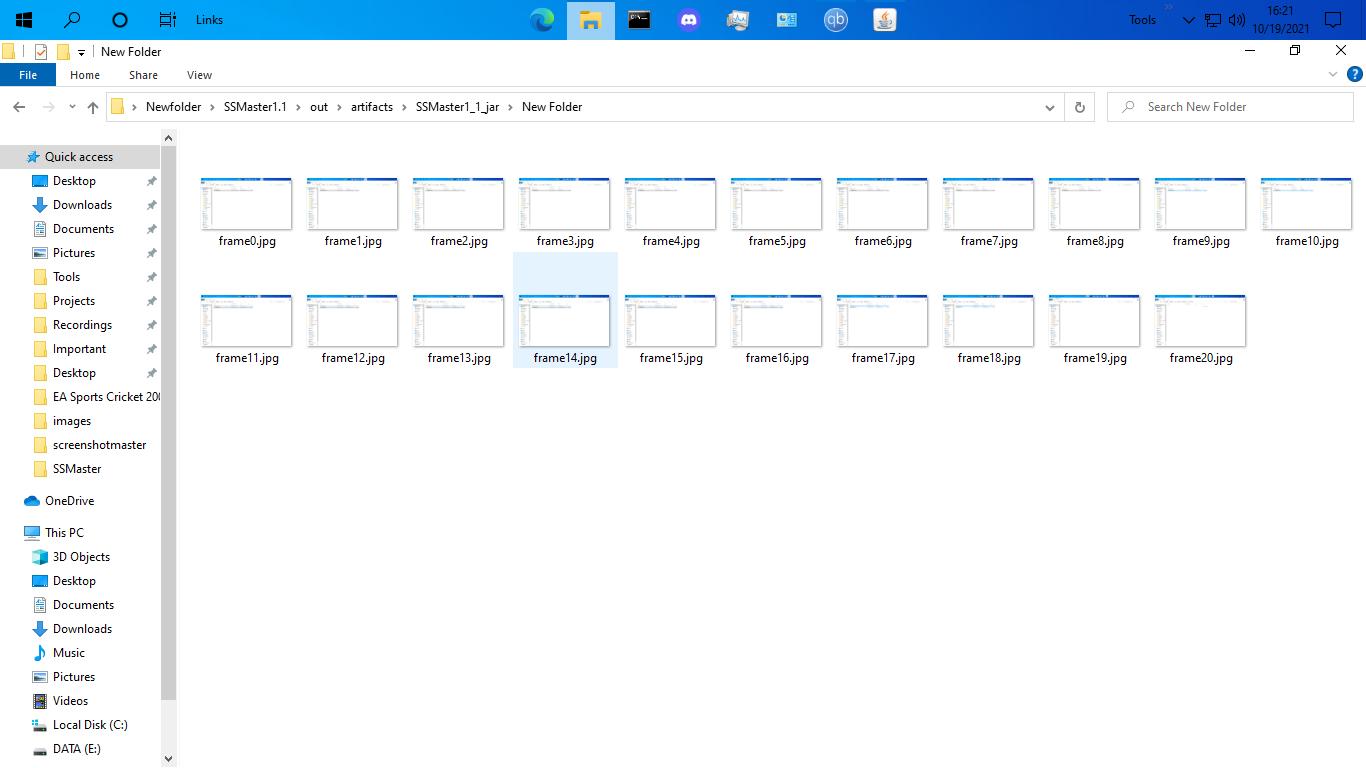 Links
Tools
16:21
10/19/2021
New Folder
File Home Share View
Newfolder SSMaster1.1 out artifacts SSMaster1_1_jar New Folder
Search New Folder
Quick access
Desktop
Downloads
Documents
Pictures
Tools
Projects
Recordings
Important
Desktop
EA Sports Cricket 200
images
screenshotmaster
SSMaster
OneDrive
This PC
3D Objects
Desktop
Documents
Downloads
Music
Pictures
Videos
Local Disk (C:)
DATA (E:)
frame0.jpg frame1.jpg frame2.jpg frame3.jpg frame4.jpg frame5.jpg frame6.jpg frame7.jpg frame8.jpg frame9.jpg frame10.jpg
frame11.jpg frame12.jpg frame13.jpg frame14.jpg frame15.jpg frame16.jpg frame17.jpg frame18.jpg frame19.jpg frame20.jpg